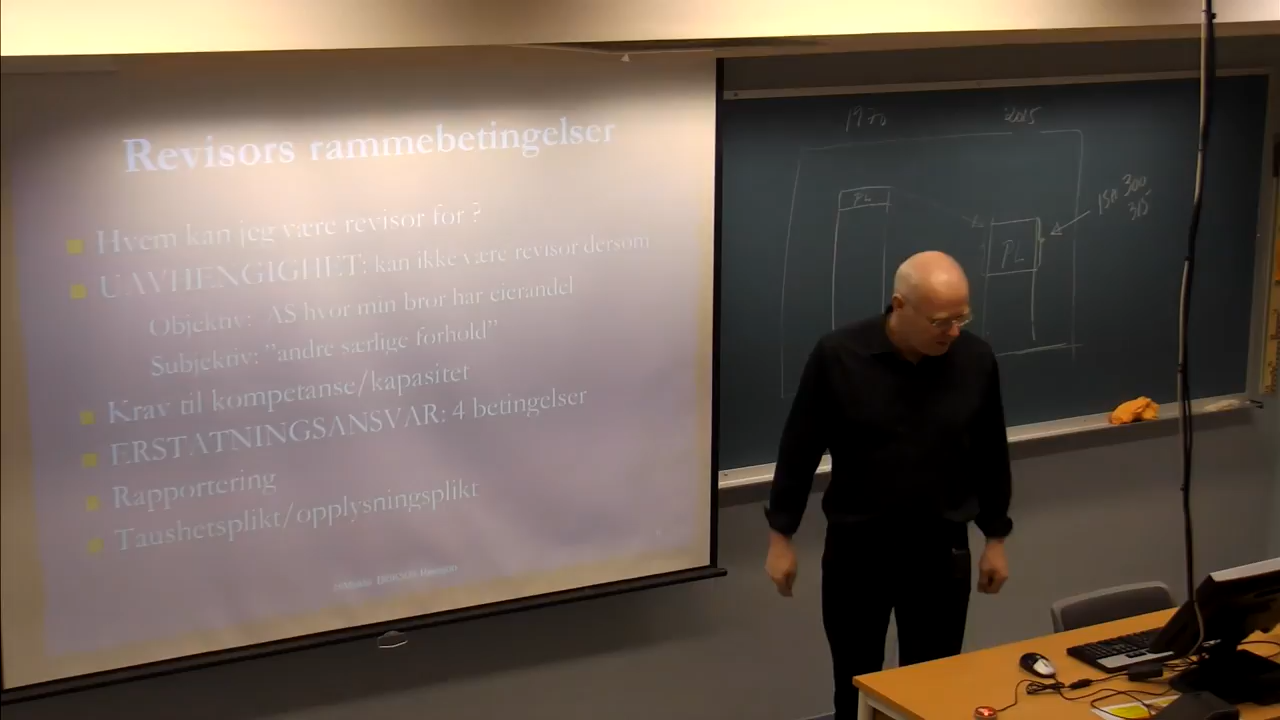 Revisors rammebetingelser
Hvem kan jeg være revisor for ?
UAVHENGIGHET: kan ikke være revisor dersom
Objektiv: AS hvor min bror har eierandel
Subjektiv: "andre særlige forhold"
Krav til kompetanse/kapasitet
ERSTATNINGSANSVAR: 4 betingelser
Rapportering
Taushetsplikt/opplysningsplikt
1970 2015
PL
ISA 300
315
PL